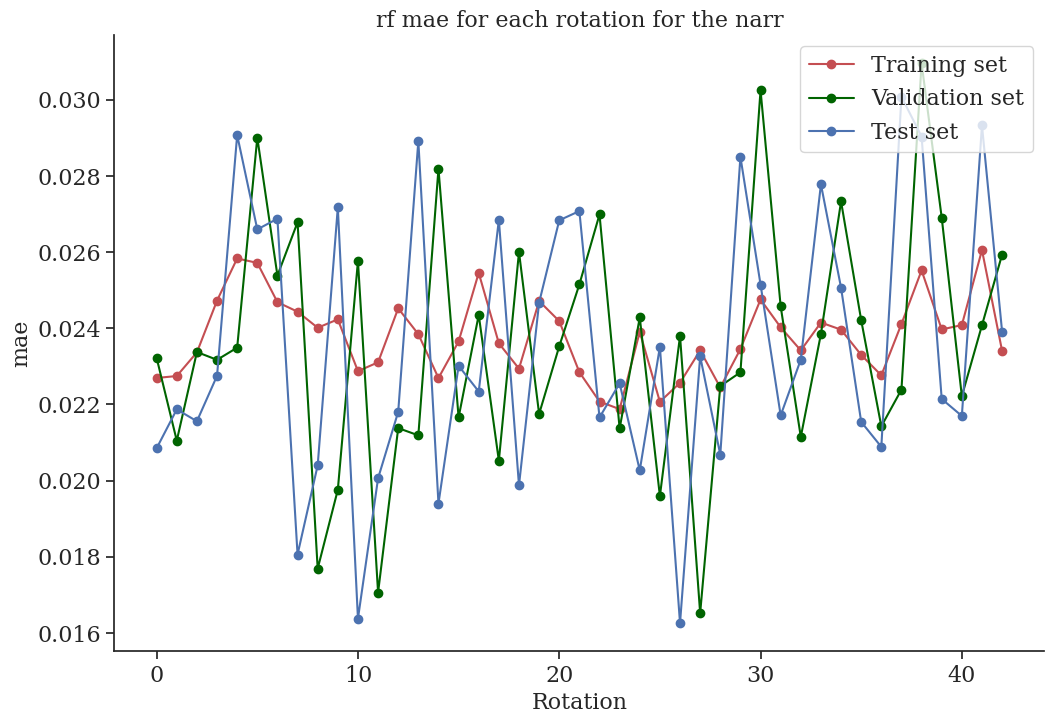 rf mae for each rotation for the narr
Training set
Validation set
Test set
0.030
0.028
0.026
0.024
0.022
0.020
0.018
0.016
mae
0 10 20 30 40
Rotation